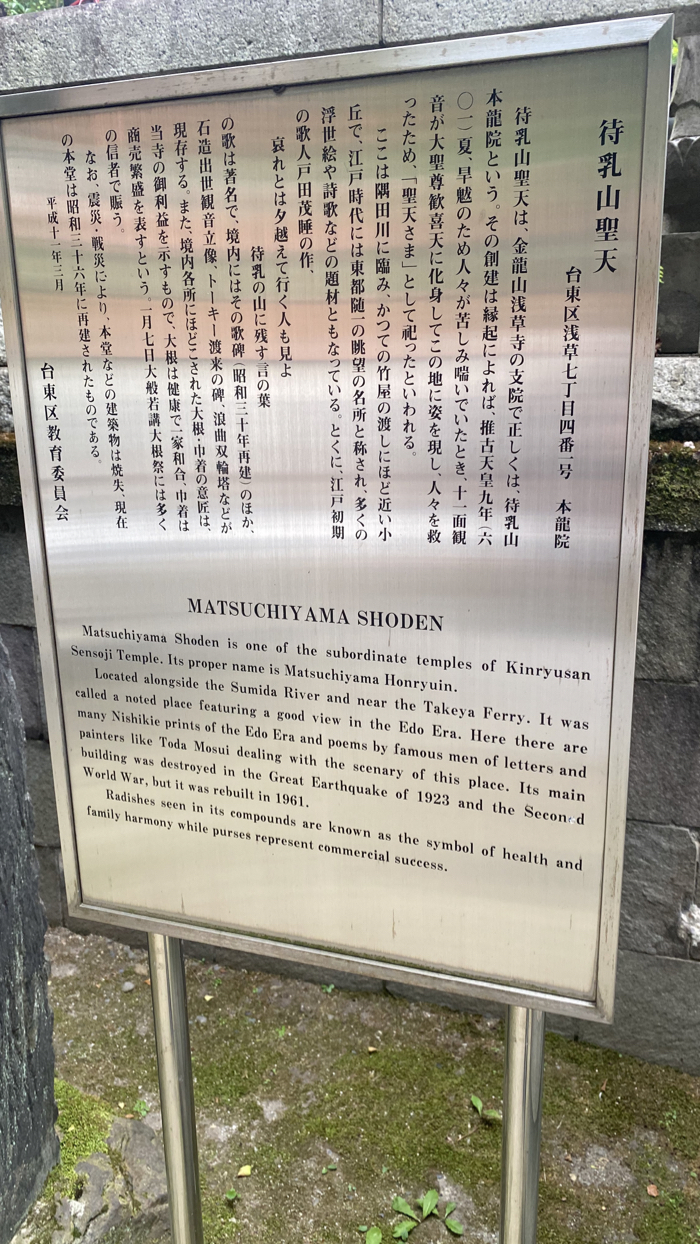 待乳山聖天
台東区浅草七丁目四番一号　本龍院
待乳山聖天は、金龍山浅草寺の支院で正しくは、待乳山
本龍院という。その創建は縁起によれば、推古天皇九年（六
〇一）夏、旱魃のため人々が苦しみ喘いでいたとき、十一面観
音が大聖尊歓喜天に化身してこの地に姿を現し、人々を救
ったため、「聖天さま」として祀ったといわれる。
ここは隅田川に臨み、かつての竹屋の渡しにほど近い小
丘で、江戸時代には東都随一の眺望の名所と称され、多くの
浮世絵や詩歌などの題材ともなっている。とくに、江戸初期
の歌人戸田茂睡の作、
哀れとは夕越えて行く人も見よ
待乳の山に残す言の葉
の歌は著名で、境内にはその歌碑（昭和三十年再建）のほか、
石造出世観音立像、トーキー渡来の碑、浪曲双輪塔などが
現存する。また、境内各所にほどこされた大根・巾着の意匠は、
当寺の御利益を示すもので、大根は健康で一家和合、巾着は
商売繁盛を表すという。一月七日大般若講大根祭には多く
の信者で賑う。
なお、震災・戦災により、本堂などの建築物は焼失、現在
の本堂は昭和三十六年に再建されたものである。
平成十一年三月
台東区教育委員会
MATSUCHIYAMA SHODEN
Matsuchiyama Shoden is one of the subordinate temples of Kinryusan
Sensoji Temple. Its proper name is Matsuchiyama Honryuin.
Located alongside the Sumida River and near the Takeya Ferry. It was
called a noted place featuring a good view in the Edo Era. Here there are
many Nishikie prints of the Edo Era and poems by famous men of letters and
painters like Toda Mosui dealing with the scenary of this place. Its main
building was destroyed in the Great Earthquake of 1923 and the Second
World War, but it was rebuilt in 1961.
Radishes seen in its compounds are known as the symbol of health and
family harmony while purses represent commercial success.